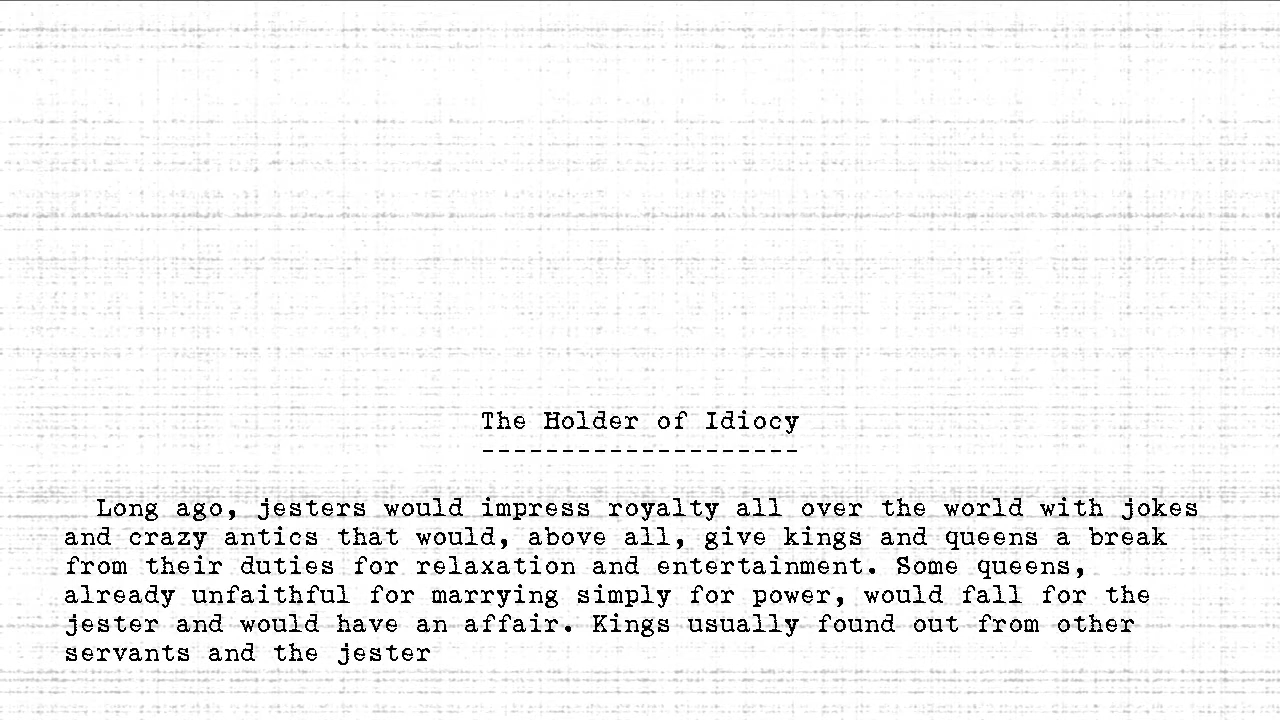 The Holder of Idiocy
--------------------
Long ago, jesters would impress royalty all over the world with jokes
and crazy antics that would, above all, give kings and queens a break
from their duties for relaxation and entertainment. Some queens,
already unfaithful for marrying simply for power, would fall for the
jester and would have an affair. Kings usually found out from other
servants and the jester